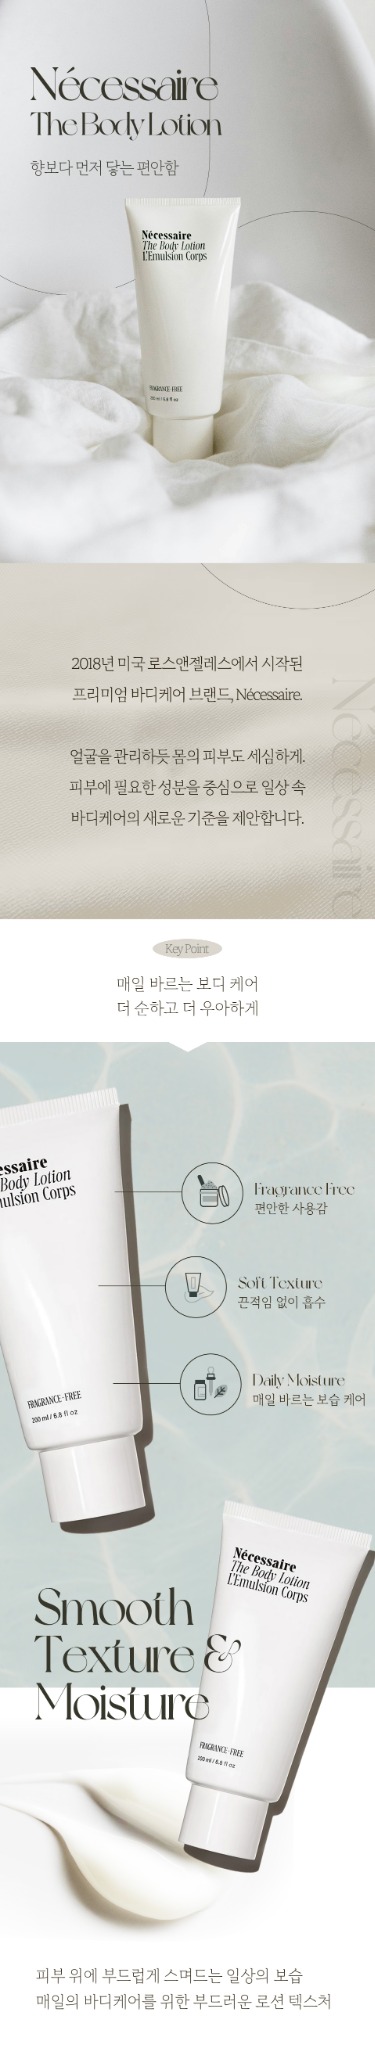 Nécessaire
The Body Lotion
향보다 먼저 닿는 편안함
Nécessaire
The Body Lotion
L'Emulsion Corps
FRAGRANCE-FREE
200 ml / 6.8 fl oz
2018년 미국 로스앤젤레스에서 시작된
프리미엄 바디케어 브랜드, Nécessaire.
얼굴을 관리하듯 몸의 피부도 세심하게.
피부에 필요한 성분을 중심으로 일상 속
바디케어의 새로운 기준을 제안합니다.
Nécessaire
Key Point
매일 바르는 보디 케어
더 순하고 더 우아하게
essaire
Body Lotion
ulsion Corps
FRAGRANCE-FREE
200 ml / 6.8 fl oz
Fragrance Free
편안한 사용감
Soft Texture
끈적임 없이 흡수
Daily Moisture
매일 바르는 보습 케어
Nécessaire
The Body Lotion
L'Emulsion Corps
FRAGRANCE-FREE
200 ml / 6.8 fl oz
Smooth
Texture &
Moisture
피부 위에 부드럽게 스며드는 일상의 보습
매일의 바디케어를 위한 부드러운 로션 텍스처